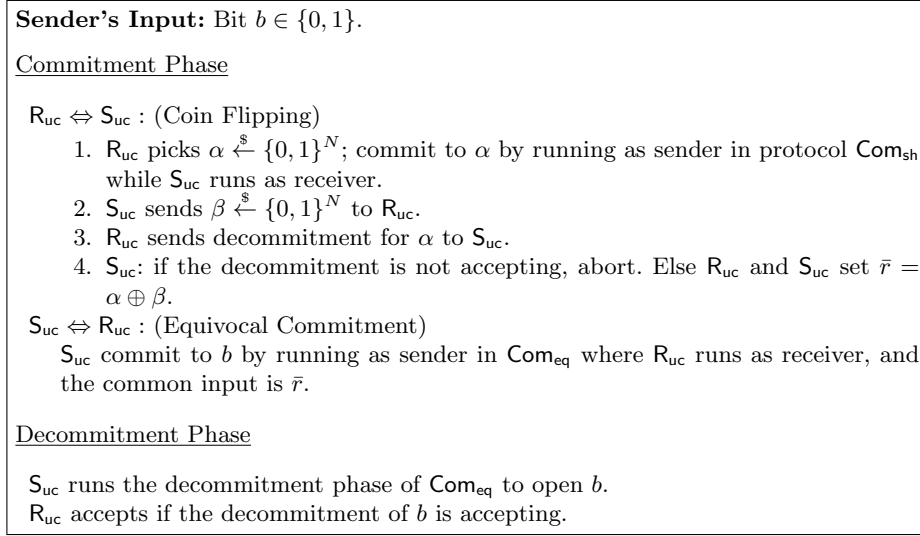 Sender's Input: Bit b ∈ {0, 1}.
Commitment Phase
R_uc ⇔ S_uc : (Coin Flipping)
1. R_uc picks α ←$ {0, 1}^N; commit to α by running as sender in protocol Com_sh
while S_uc runs as receiver.
2. S_uc sends β ←$ {0, 1}^N to R_uc.
3. R_uc sends decommitment for α to S_uc.
4. S_uc: if the decommitment is not accepting, abort. Else R_uc and S_uc set r̄ =
α ⊕ β.
S_uc ⇔ R_uc : (Equivocal Commitment)
S_uc commit to b by running as sender in Com_eq where R_uc runs as receiver, and
the common input is r̄.
Decommitment Phase
S_uc runs the decommitment phase of Com_eq to open b.
R_uc accepts if the decommitment of b is accepting.